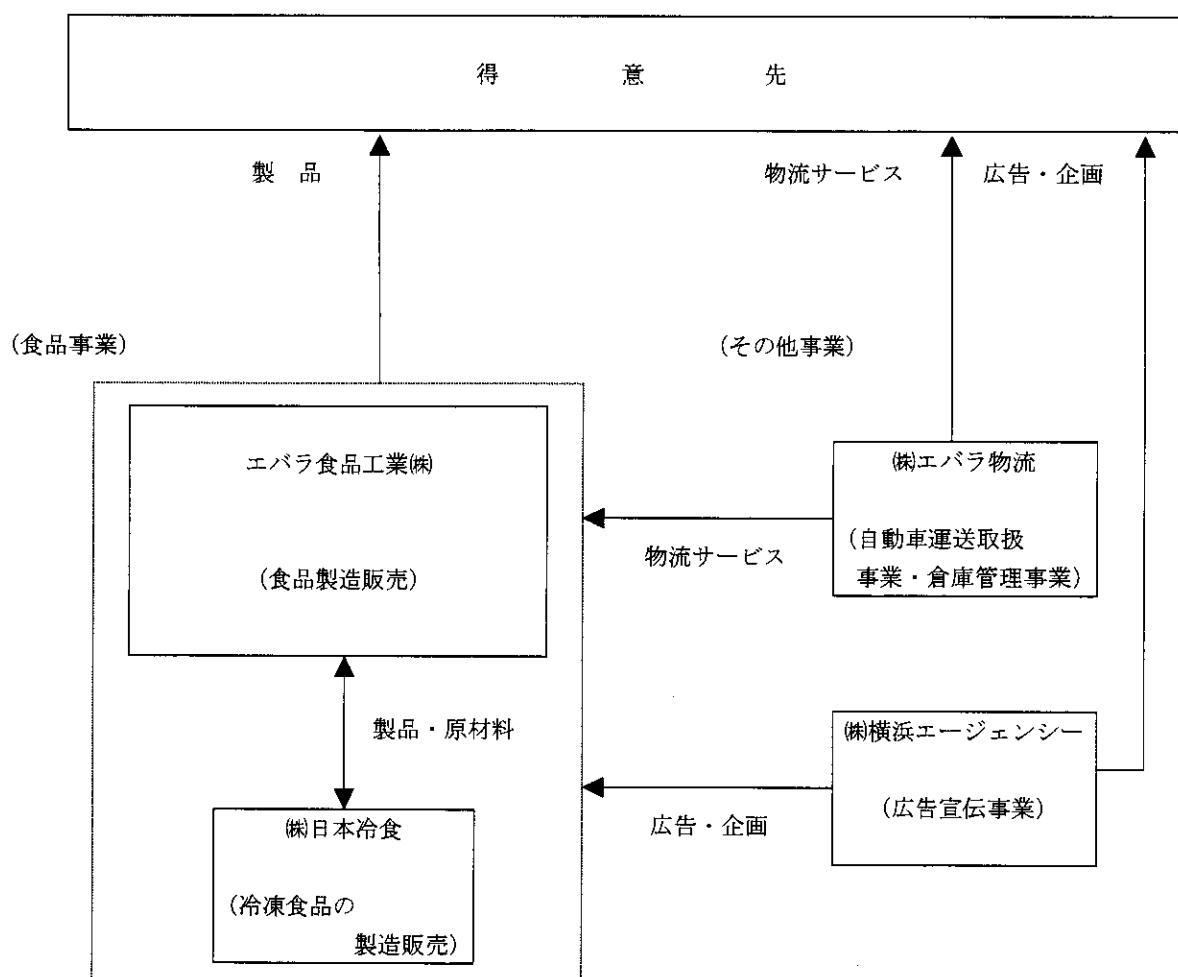 得意先
製品
物流サービス
広告・企画
(食品事業)
(その他事業)
エバラ食品工業㈱
(食品製造販売)
㈱エバラ物流
(自動車運送取扱
事業・倉庫管理事業)
物流サービス
製品・原材料
㈱横浜エージェンシー
(広告宣伝事業)
広告・企画
㈱日本冷食
(冷凍食品の
製造販売)